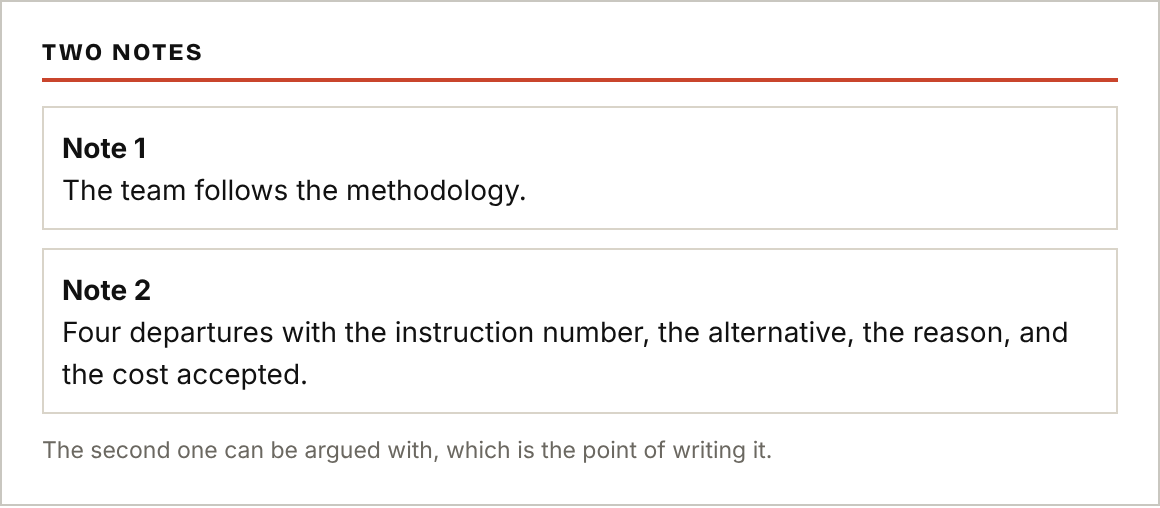 TWO NOTES
Note 1
The team follows the methodology.
Note 2
Four departures with the instruction number, the alternative, the reason, and
the cost accepted.
The second one can be argued with, which is the point of writing it.